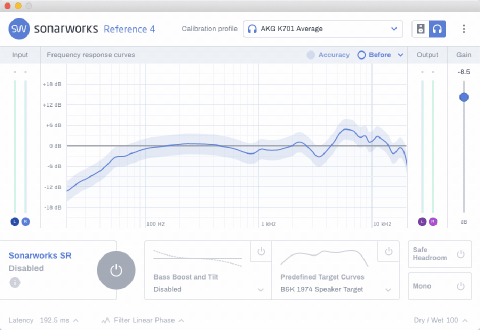 SW sonarworks Reference 4
Calibration profile AKG K701 Average
Input Frequency response curves Accuracy Before Output Gain
-8.5
+18 dB
+12 dB
+6 dB
0 dB
-6 dB
-12 dB
-18 dB
L R
L R
100 Hz 1 kHz 10 kHz
dB
Sonarworks SR
Disabled
i
Bass Boost and Tilt
Disabled
Predefined Target Curves
B&K 1974 Speaker Target
Safe
Headroom
Mono
Latency 192.5 ms
Filter Linear Phase
Dry / Wet 100